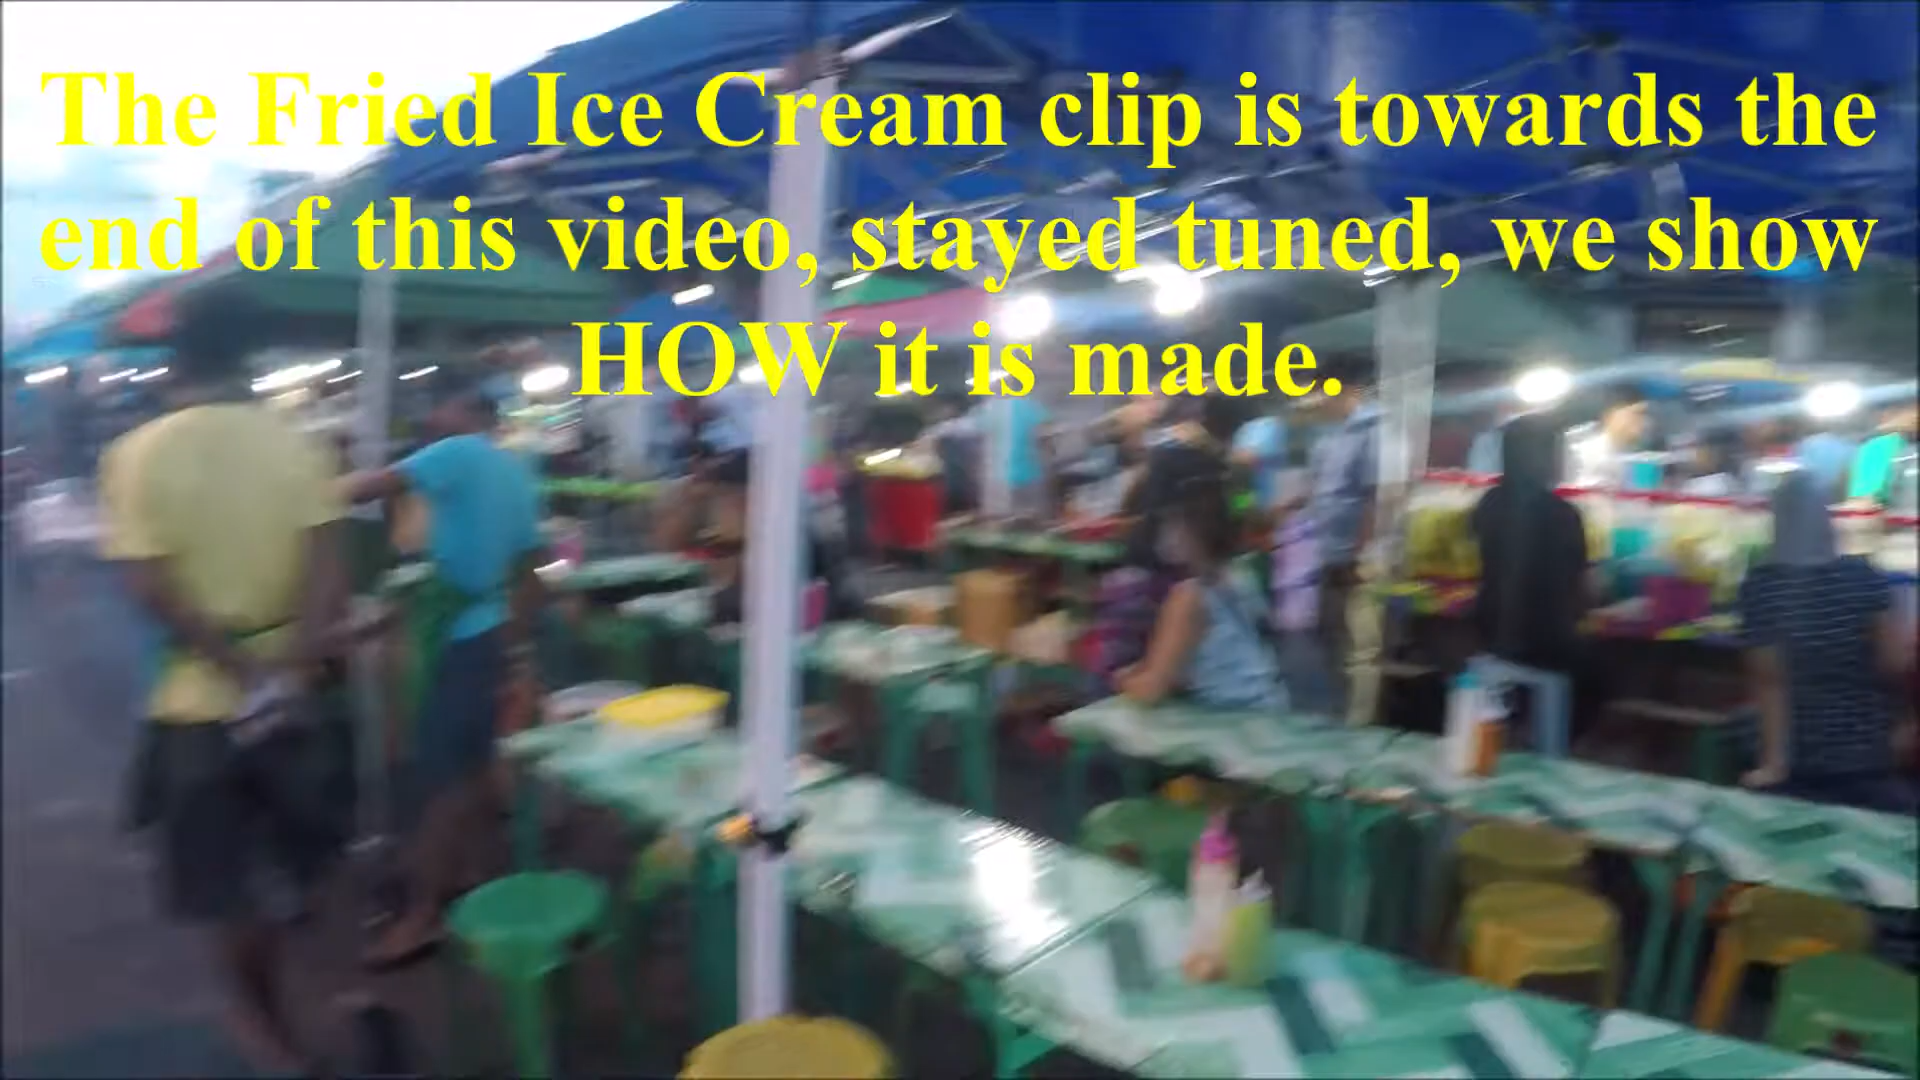 The Fried Ice Cream clip is towards the
end of this video, stayed tuned, we show
HOW it is made.